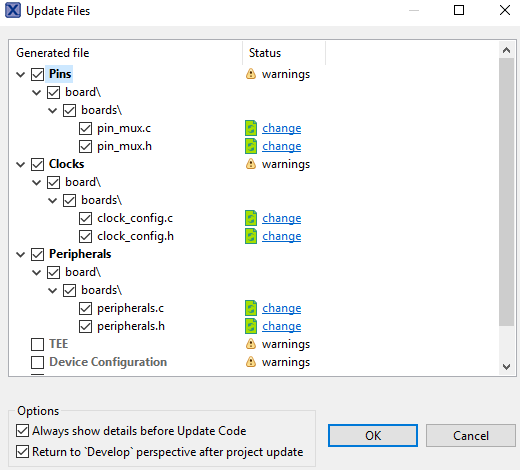 Update Files
Generated file Status
Pins warnings
board\
boards\
pin_mux.c change
pin_mux.h change
Clocks warnings
board\
boards\
clock_config.c change
clock_config.h change
Peripherals
board\
boards\
peripherals.c change
peripherals.h change
TEE warnings
Device Configuration warnings
Options
Always show details before Update Code
Return to `Develop` perspective after project update
OK Cancel